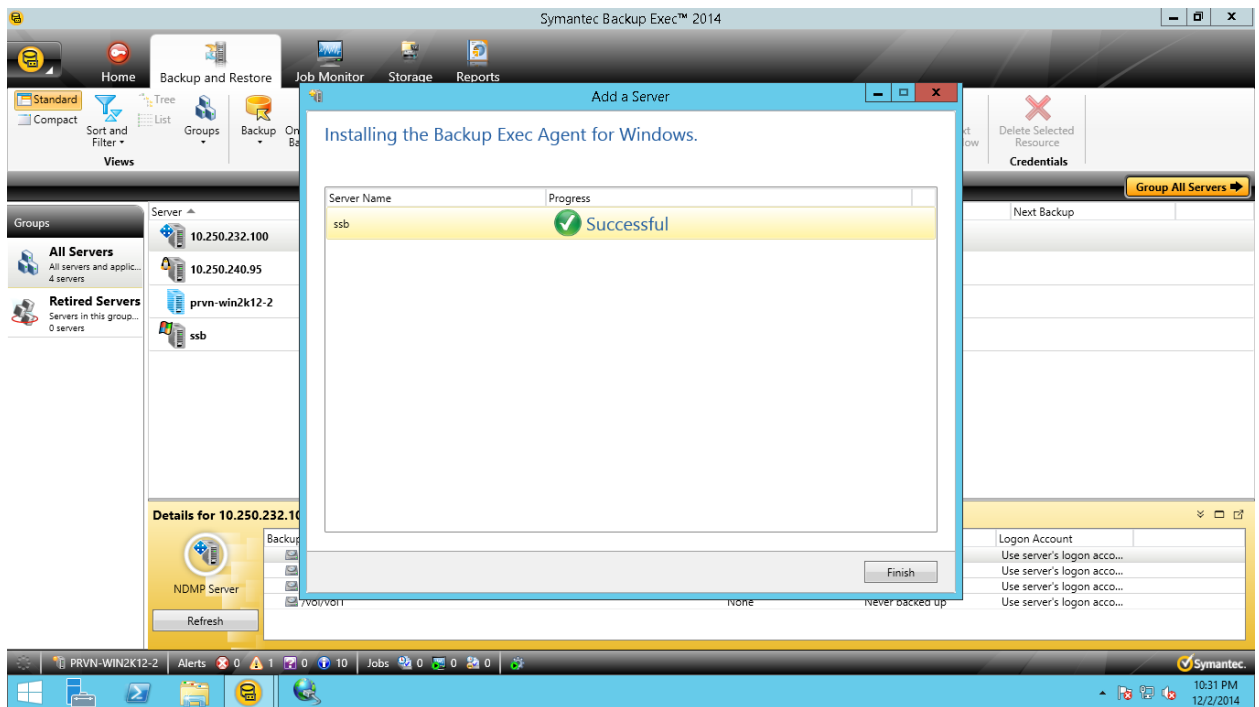 Symantec Backup Exec™ 2014
Home
Backup and Restore
Job Monitor
Storage
Reports
Standard
Compact
Sort and
Filter
Views
Tree
List
Groups
Backup
Delete Selected
Resource
Credentials
Group All Servers
Add a Server
Installing the Backup Exec Agent for Windows.
Server Name
Progress
ssb
Successful
Finish
Groups
All Servers
All servers and applic...
4 servers
Retired Servers
Servers in this group...
0 servers
Server
Next Backup
10.250.232.100
10.250.240.95
prvn-win2k12-2
ssb
Details for 10.250.232.10
NDMP Server
Refresh
Backup
Logon Account
Use server's logon acco...
Use server's logon acco...
Use server's logon acco...
/vol/vol1 None Never backed up Use server's logon acco...
PRVN-WIN2K12-2 Alerts 0 1 0 10 Jobs 0 0 0
Symantec.
10:31 PM
12/2/2014